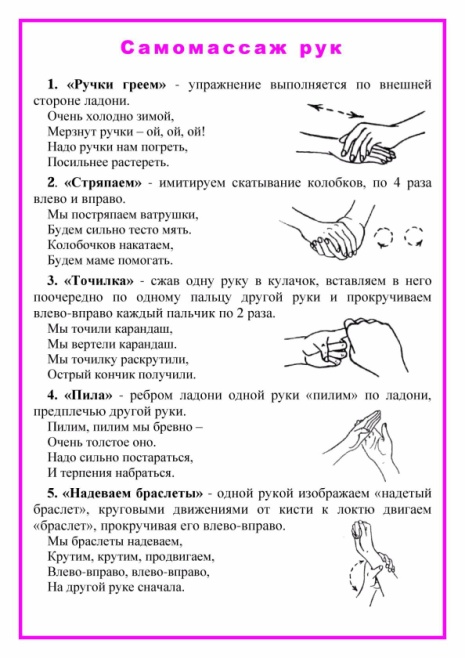 Самомассаж рук
1. «Ручки греем» - упражнение выполняется по внешней
стороне ладони.
Очень холодно зимой,
Мерзнут ручки – ой, ой, ой!
Надо ручки нам погреть,
Посильнее растереть.
2. «Стряпаем» - имитируем скатывание колобков, по 4 раза
влево и вправо.
Мы постряпаем ватрушки,
Будем сильно тесто мять.
Колобочков накатаем,
Будем маме помогать.
3. «Точилка» - сжав одну руку в кулачок, вставляем в него
поочередно по одному пальцу другой руки и прокручиваем
влево-вправо каждый пальчик по 2 раза.
Мы точили карандаш,
Мы вертели карандаш.
Мы точилку раскрутили,
Острый кончик получили.
4. «Пила» - ребром ладони одной руки «пилим» по ладони,
предплечью другой руки.
Пилим, пилим мы бревно –
Очень толстое оно.
Надо сильно постараться,
И терпения набраться.
5. «Надеваем браслеты» - одной рукой изображаем «надетый
браслет», круговыми движениями от кисти к локтю двигаем
«браслет», прокручивая его влево-вправо.
Мы браслеты надеваем,
Крутим, крутим, продвигаем,
Влево-вправо, влево-вправо,
На другой руке сначала.